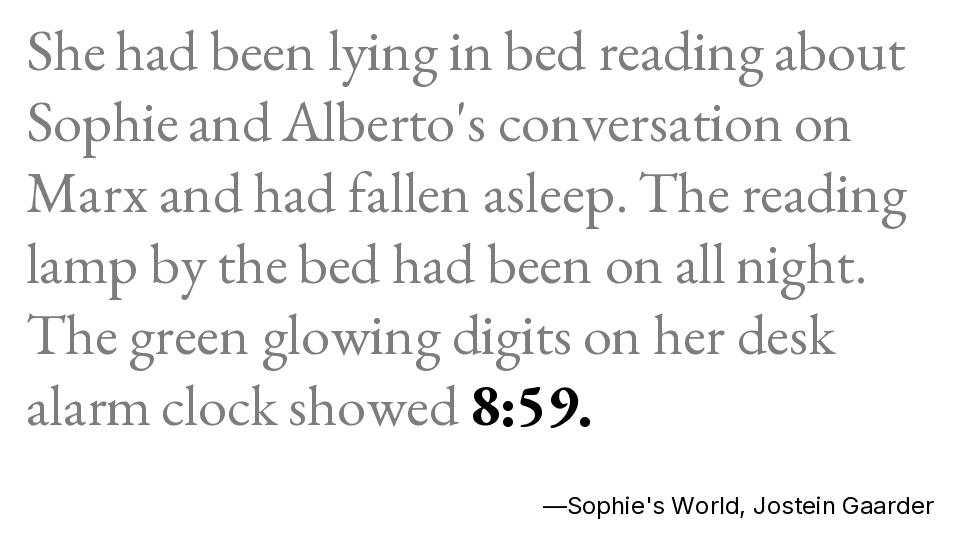 She had been lying in bed reading about
Sophie and Alberto's conversation on
Marx and had fallen asleep. The reading
lamp by the bed had been on all night.
The green glowing digits on her desk
alarm clock showed 8:59.
—Sophie's World, Jostein Gaarder